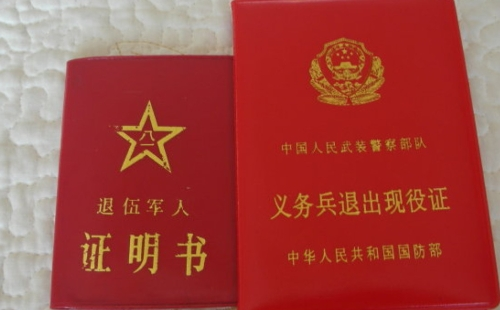 八一
退伍军人
证明书
中国人民武装警察部队
义务兵退出现役证
中华人民共和国国防部